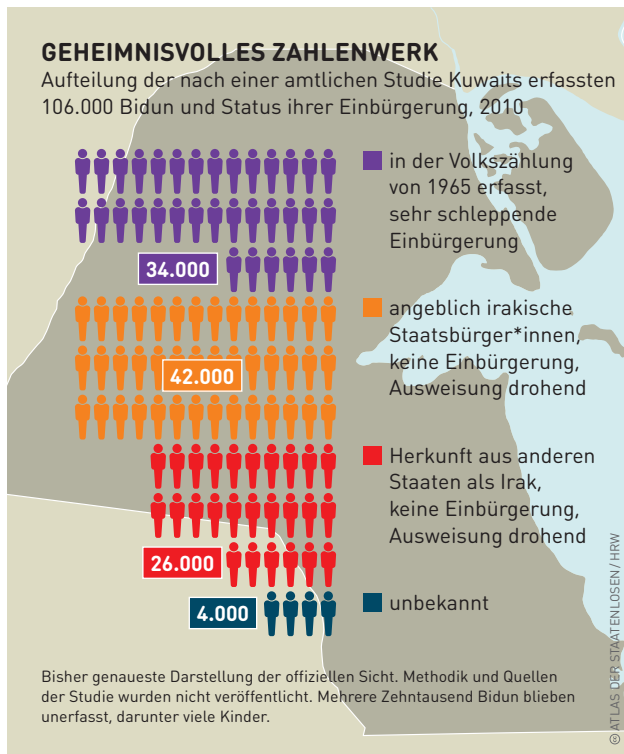 GEHEIMNISVOLLES ZAHLENWERK
Aufteilung der nach einer amtlichen Studie Kuwaits erfassten
106.000 Bidun und Status ihrer Einbürgerung, 2010
in der Volkszählung
von 1965 erfasst,
sehr schleppende
Einbürgerung
34.000
angeblich irakische
Staatsbürger*innen,
keine Einbürgerung,
Ausweisung drohend
42.000
Herkunft aus anderen
Staaten als Irak,
keine Einbürgerung,
Ausweisung drohend
26.000
4.000
unbekannt
Bisher genaueste Darstellung der offiziellen Sicht. Methodik und Quellen
der Studie wurden nicht veröffentlicht. Mehrere Zehntausend Bidun blieben
unerfasst, darunter viele Kinder.
© ATLAS DER STAATENLOSEN / HRW